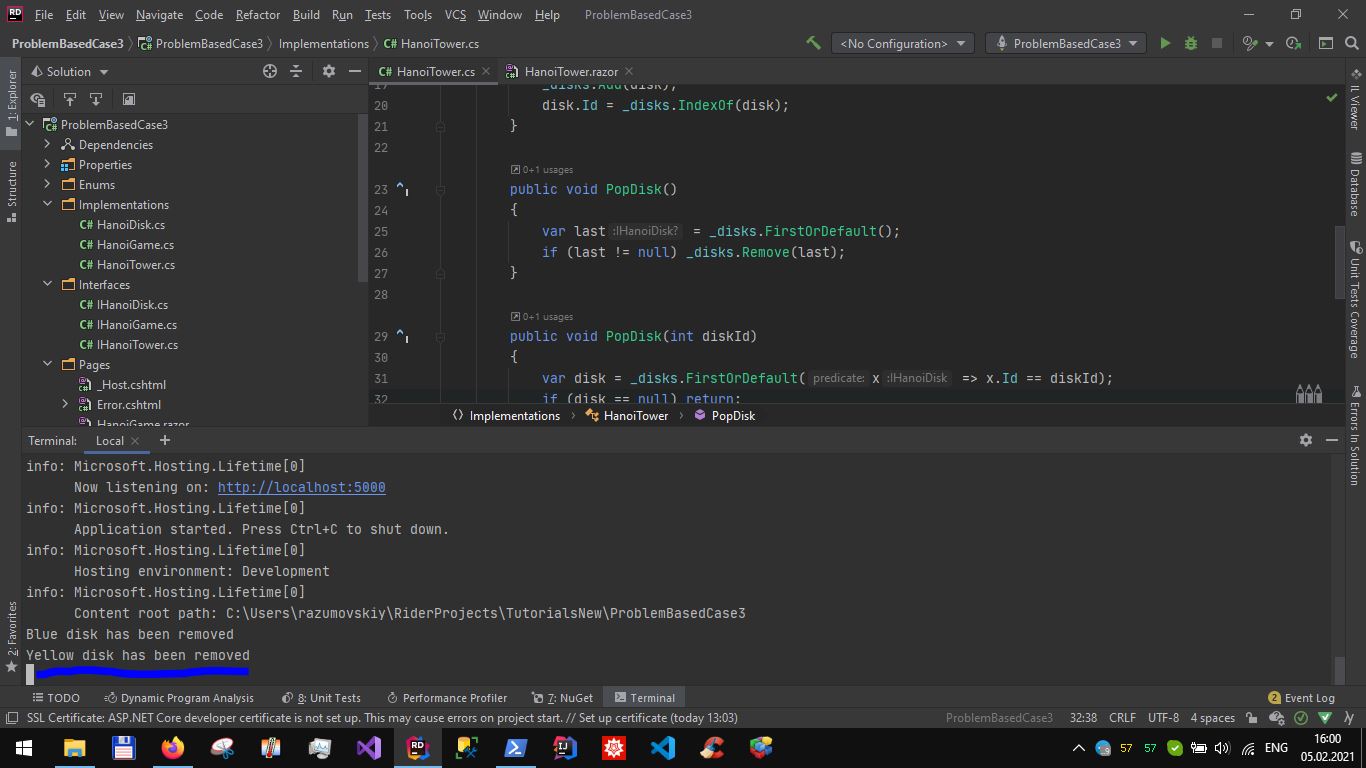 File Edit View Navigate Code Refactor Build Run Tests Tools VCS Window Help ProblemBasedCase3
ProblemBasedCase3 ProblemBasedCase3 Implementations C# HanoiTower.cs <No Configuration> ProblemBasedCase3
Solution
C# HanoiTower.cs HanoiTower.razor
1: Explorer
Structure
2: Favorites
ProblemBasedCase3
Dependencies
Properties
Enums
Implementations
C# HanoiDisk.cs
C# HanoiGame.cs
C# HanoiTower.cs
Interfaces
C# IHanoiDisk.cs
C# IHanoiGame.cs
C# IHanoiTower.cs
Pages
_Host.cshtml
Error.cshtml
HanoiGame.razor
19 _disks.Add(disk);
20 disk.Id = _disks.IndexOf(disk);
21 }
22
0+1 usages
23 public void PopDisk()
24 {
25 var last :IHanoiDisk? = _disks.FirstOrDefault();
26 if (last != null) _disks.Remove(last);
27 }
28
0+1 usages
29 public void PopDisk(int diskId)
30 {
31 var disk = _disks.FirstOrDefault( predicate: x :IHanoiDisk => x.Id == diskId);
32 if (disk == null) return;
Implementations HanoiTower PopDisk
IL Viewer
Database
Unit Tests Coverage
Errors In Solution
Terminal: Local
info: Microsoft.Hosting.Lifetime[0]
Now listening on: http://localhost:5000
info: Microsoft.Hosting.Lifetime[0]
Application started. Press Ctrl+C to shut down.
info: Microsoft.Hosting.Lifetime[0]
Hosting environment: Development
info: Microsoft.Hosting.Lifetime[0]
Content root path: C:\Users\razumovskiy\RiderProjects\TutorialsNew\ProblemBasedCase3
Blue disk has been removed
Yellow disk has been removed
TODO Dynamic Program Analysis 8: Unit Tests Performance Profiler 7: NuGet Terminal 2 Event Log
SSL Certificate: ASP.NET Core developer certificate is not set up. This may cause errors on project start. // Set up certificate (today 13:03) ProblemBasedCase3 32:38 CRLF UTF-8 4 spaces
57 57 ENG 16:00
05.02.2021